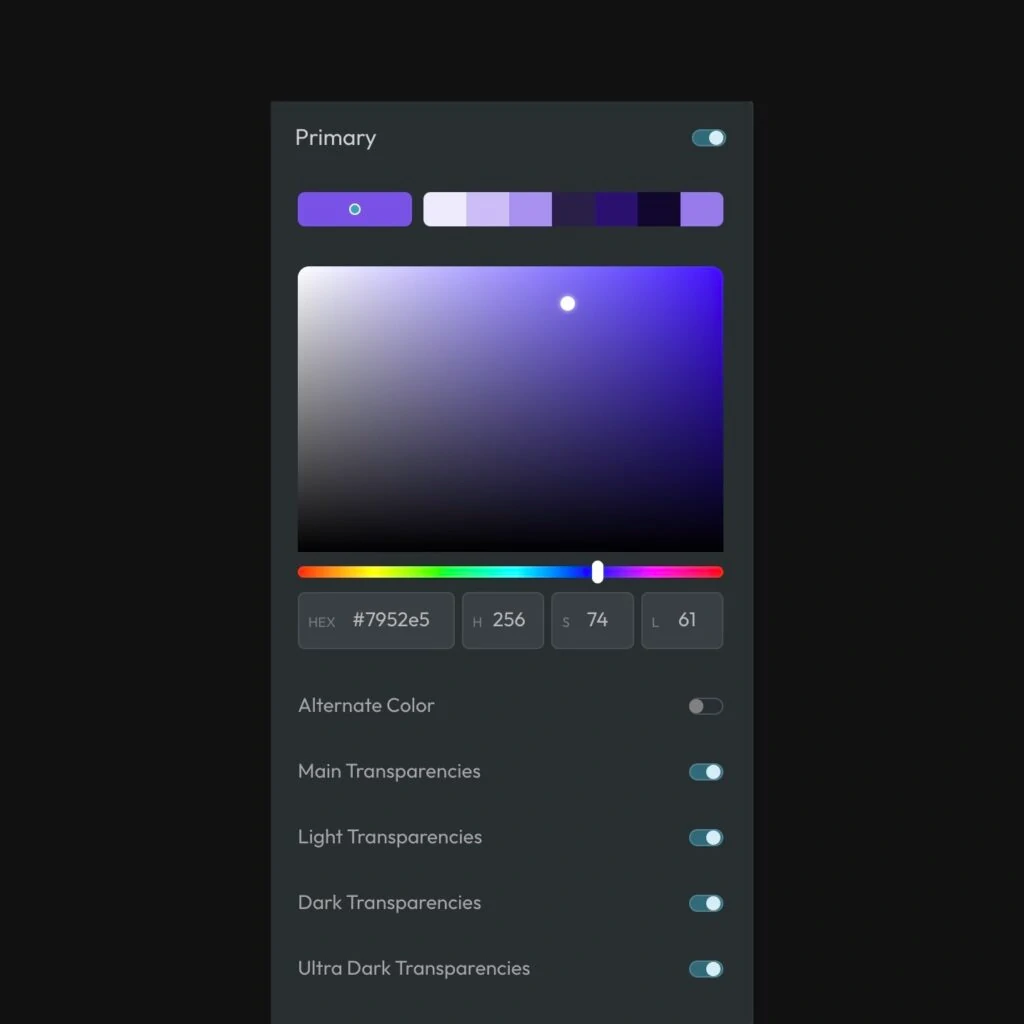 Primary
HEX #7952e5 H 256 S 74 L 61
Alternate Color
Main Transparencies
Light Transparencies
Dark Transparencies
Ultra Dark Transparencies